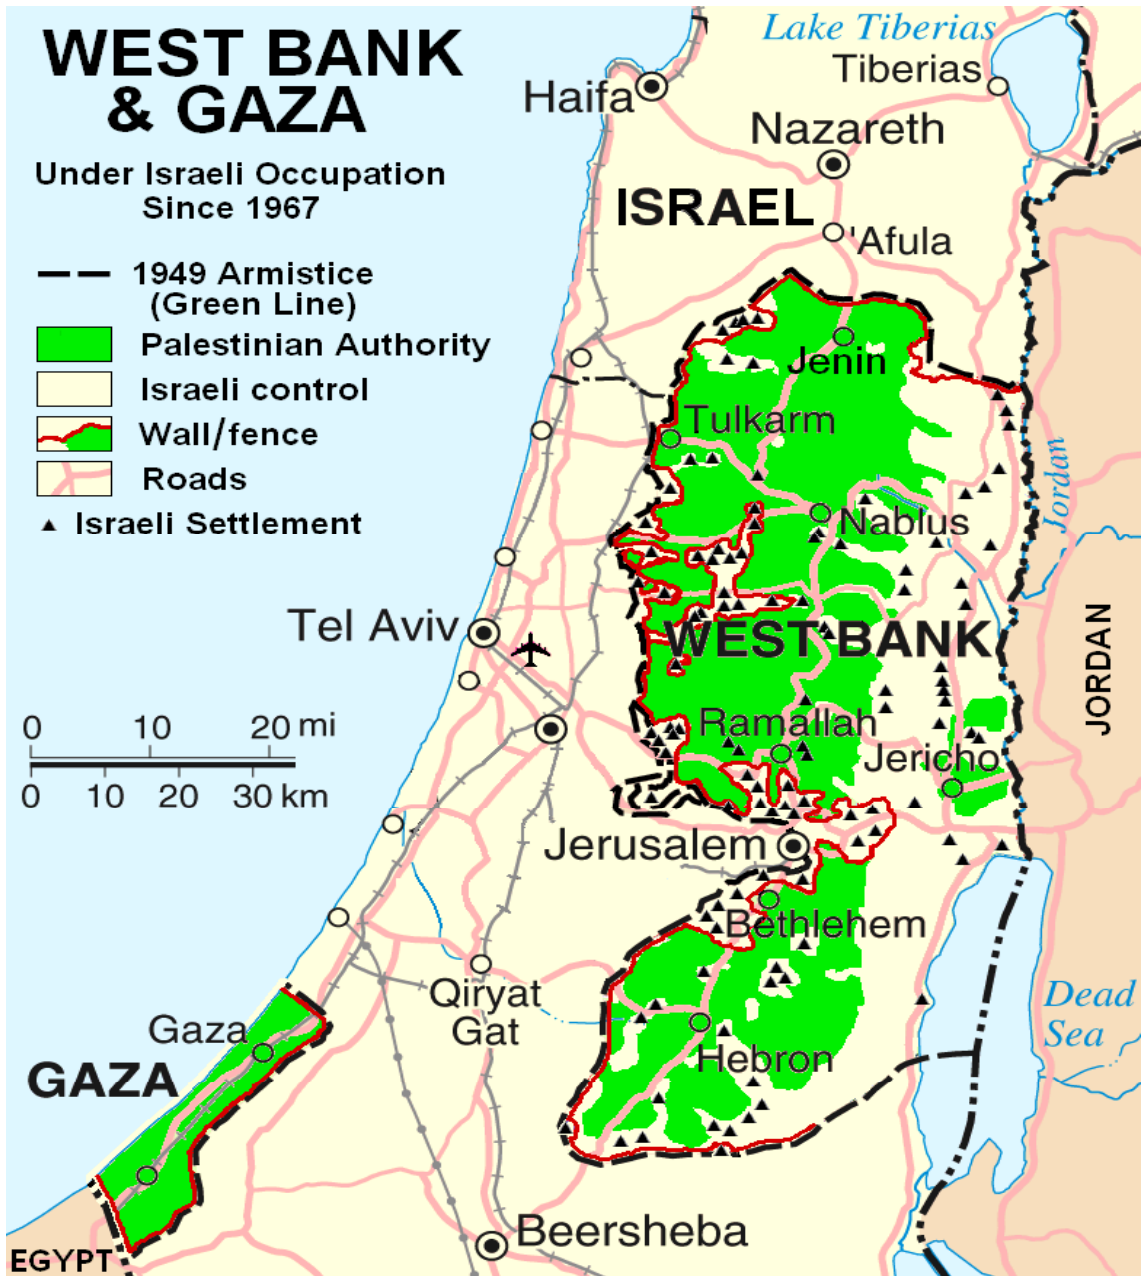 WEST BANK
& GAZA
Under Israeli Occupation
Since 1967
1949 Armistice
(Green Line)
Palestinian Authority
Israeli control
Wall/fence
Roads
Israeli Settlement
Lake Tiberias
Tiberias
Haifa
Nazareth
ISRAEL
'Afula
Jenin
Tulkarm
Jordan
Nablus
Tel Aviv
WEST BANK
JORDAN
0 10 20 mi
0 10 20 30 km
Ramallah
Jericho
Jerusalem
Bethlehem
Qiryat
Gat
Dead
Sea
Gaza
GAZA
Hebron
Beersheba
EGYPT